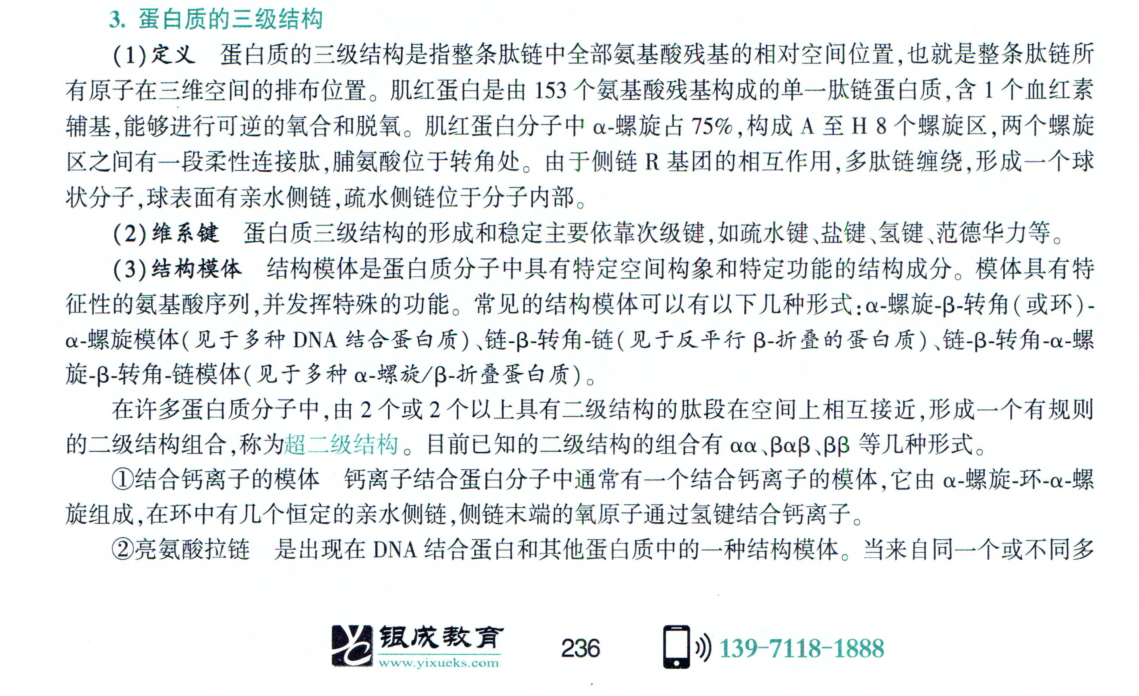 3. 蛋白质的三级结构
(1)定义 蛋白质的三级结构是指整条肽链中全部氨基酸残基的相对空间位置,也就是整条肽链所
有原子在三维空间的排布位置。肌红蛋白是由 153 个氨基酸残基构成的单一肽链蛋白质,含 1 个血红素
辅基,能够进行可逆的氧合和脱氧。肌红蛋白分子中 α-螺旋占 75%,构成 A 至 H 8 个螺旋区,两个螺旋
区之间有一段柔性连接肽,脯氨酸位于转角处。由于侧链 R 基团的相互作用,多肽链缠绕,形成一个球
状分子,球表面有亲水侧链,疏水侧链位于分子内部。
(2)维系键 蛋白质三级结构的形成和稳定主要依靠次级键,如疏水键、盐键、氢键、范德华力等。
(3)结构模体 结构模体是蛋白质分子中具有特定空间构象和特定功能的结构成分。模体具有特
征性的氨基酸序列,并发挥特殊的功能。常见的结构模体可以有以下几种形式:α-螺旋-β-转角(或环)-
α-螺旋模体(见于多种 DNA 结合蛋白质)、链-β-转角-链(见于反平行 β-折叠的蛋白质)、链-β-转角-α-螺
旋-β-转角-链模体(见于多种 α-螺旋/β-折叠蛋白质)。
在许多蛋白质分子中,由 2 个或 2 个以上具有二级结构的肽段在空间上相互接近,形成一个有规则
的二级结构组合,称为超二级结构。目前已知的二级结构的组合有 αα、βαβ、ββ 等几种形式。
①结合钙离子的模体 钙离子结合蛋白分子中通常有一个结合钙离子的模体,它由 α-螺旋-环-α-螺
旋组成,在环中有几个恒定的亲水侧链,侧链末端的氧原子通过氢键结合钙离子。
②亮氨酸拉链 是出现在 DNA 结合蛋白和其他蛋白质中的一种结构模体。当来自同一个或不同多
银成教育
www.yixueks.com
236
139-7118-1888